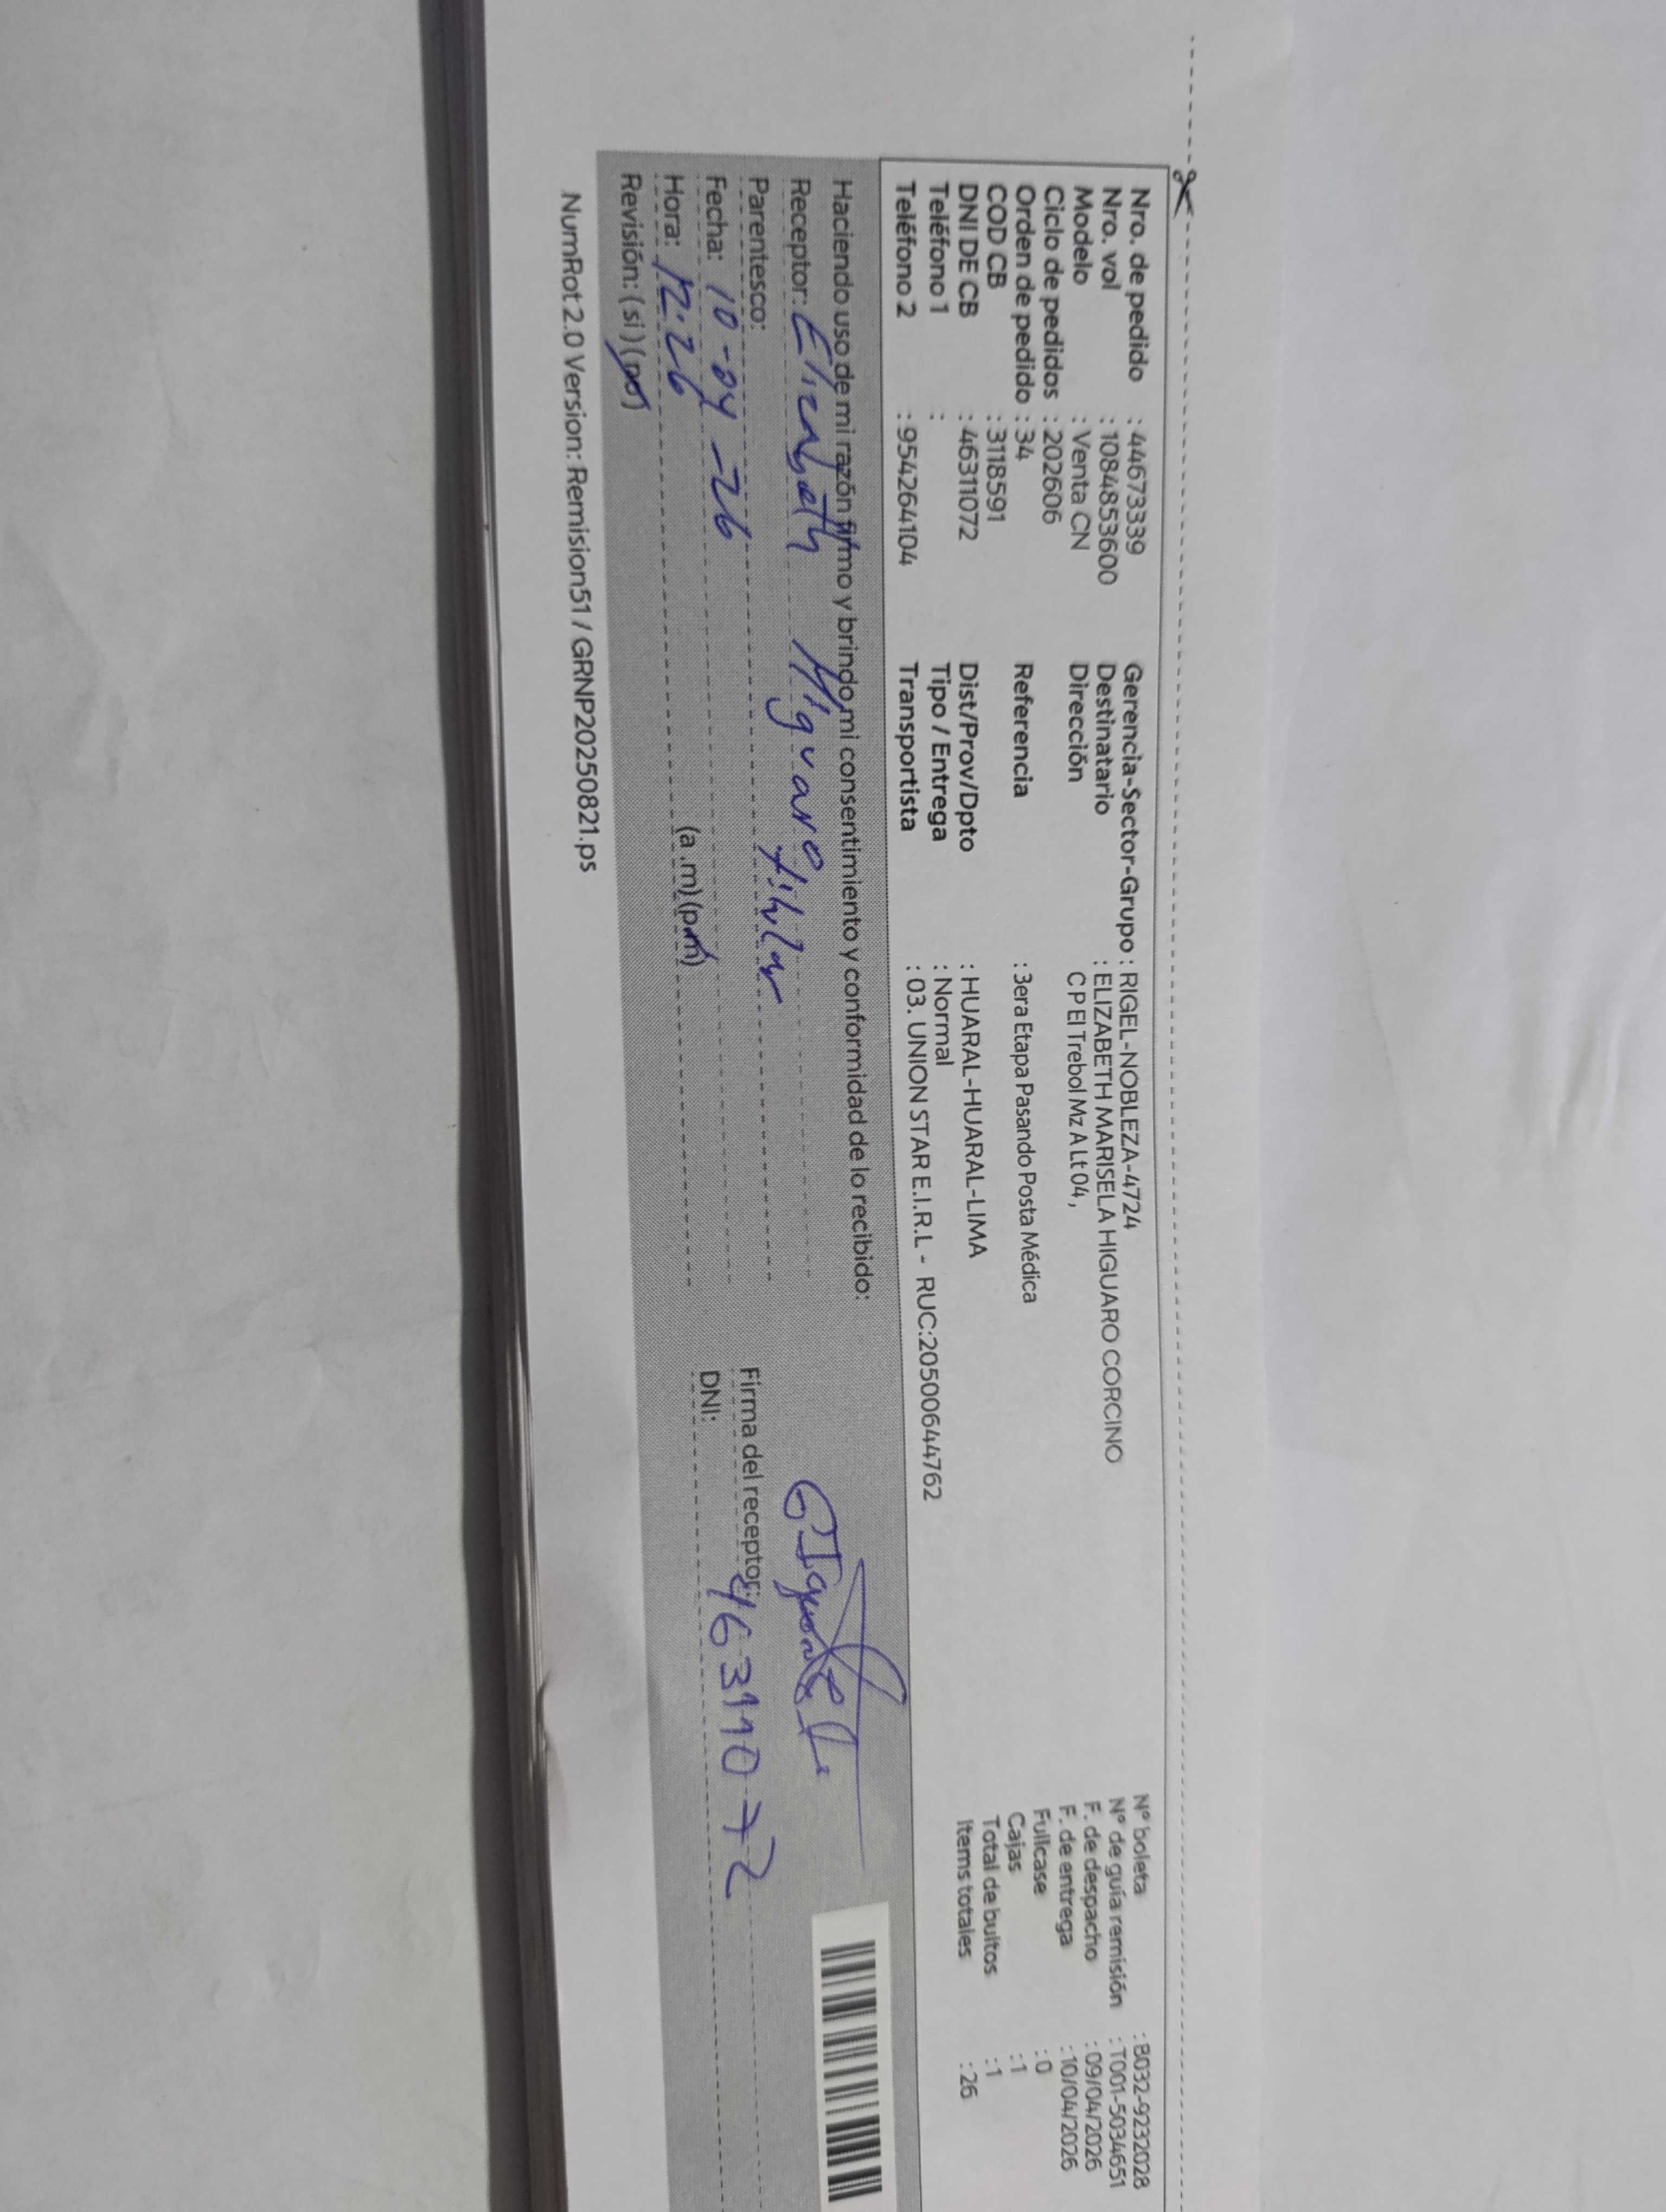 Nro. de pedido : 44673339
Nro. vol : 10848853600
Modelo : Venta CN
Ciclo de pedidos : 202606
Orden de pedido : 34
COD CB : 3118591
DNI DE CB : 46311072
Teléfono 1 :
Teléfono 2 : 954264104
Gerencia-Sector-Grupo : RIGEL-NOBLEZA-4724
Destinatario : ELIZABETH MARISELA HIGUARO CORCINO
Dirección C P El Trebol Mz A Lt 04 ,
Referencia : 3era Etapa Pasando Posta Médica
Dist/Prov/Dpto : HUARAL-HUARAL-LIMA
Tipo / Entrega : Normal
Transportista : 03. UNION STAR E.I.R.L - RUC:20500644762
N° boleta : B032-9232028
N° de guía remisión : T001-5034651
F. de despacho : 09/04/2026
F. de entrega : 10/04/2026
Fullcase : 0
Cajas : 1
Total de bultos : 1
Items totales : 26
Haciendo uso de mi razón firmo y brindo mi consentimiento y conformidad de lo recibido:
Receptor: Elizabeth Higuaro
Parentesco: titular
Fecha: 10-04-26
Hora: 12:26 (a .m) (p.m)
Revisión: ( si ) (no)
Firma del receptor:
DNI: 46311072
NumRot 2.0 Version: Remision51 / GRNP20250821.ps